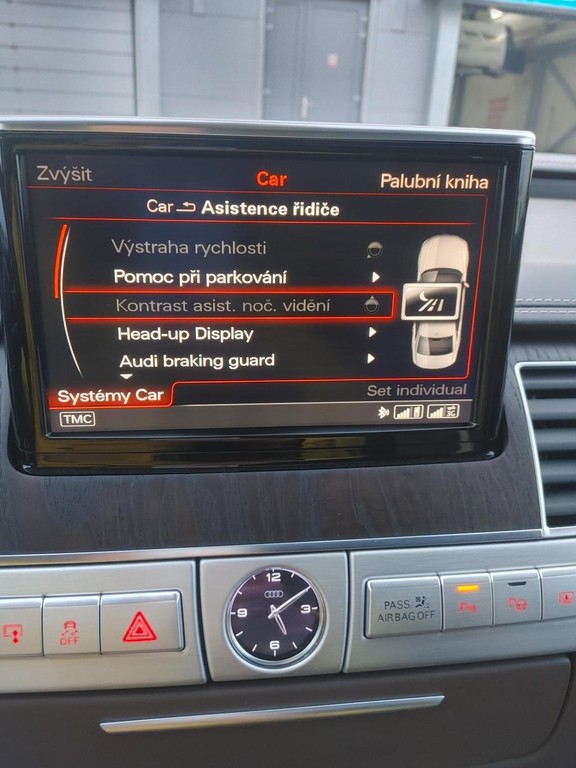 Zvýšit
Car
Palubní kniha
Car Asistence řidiče
Výstraha rychlosti
Pomoc při parkování
Kontrast asist. noč. vidění
Head-up Display
Audi braking guard
Systémy Car
Set individual
TMC
3G
12
9 3
6
OFF
PASS
AIRBAG OFF